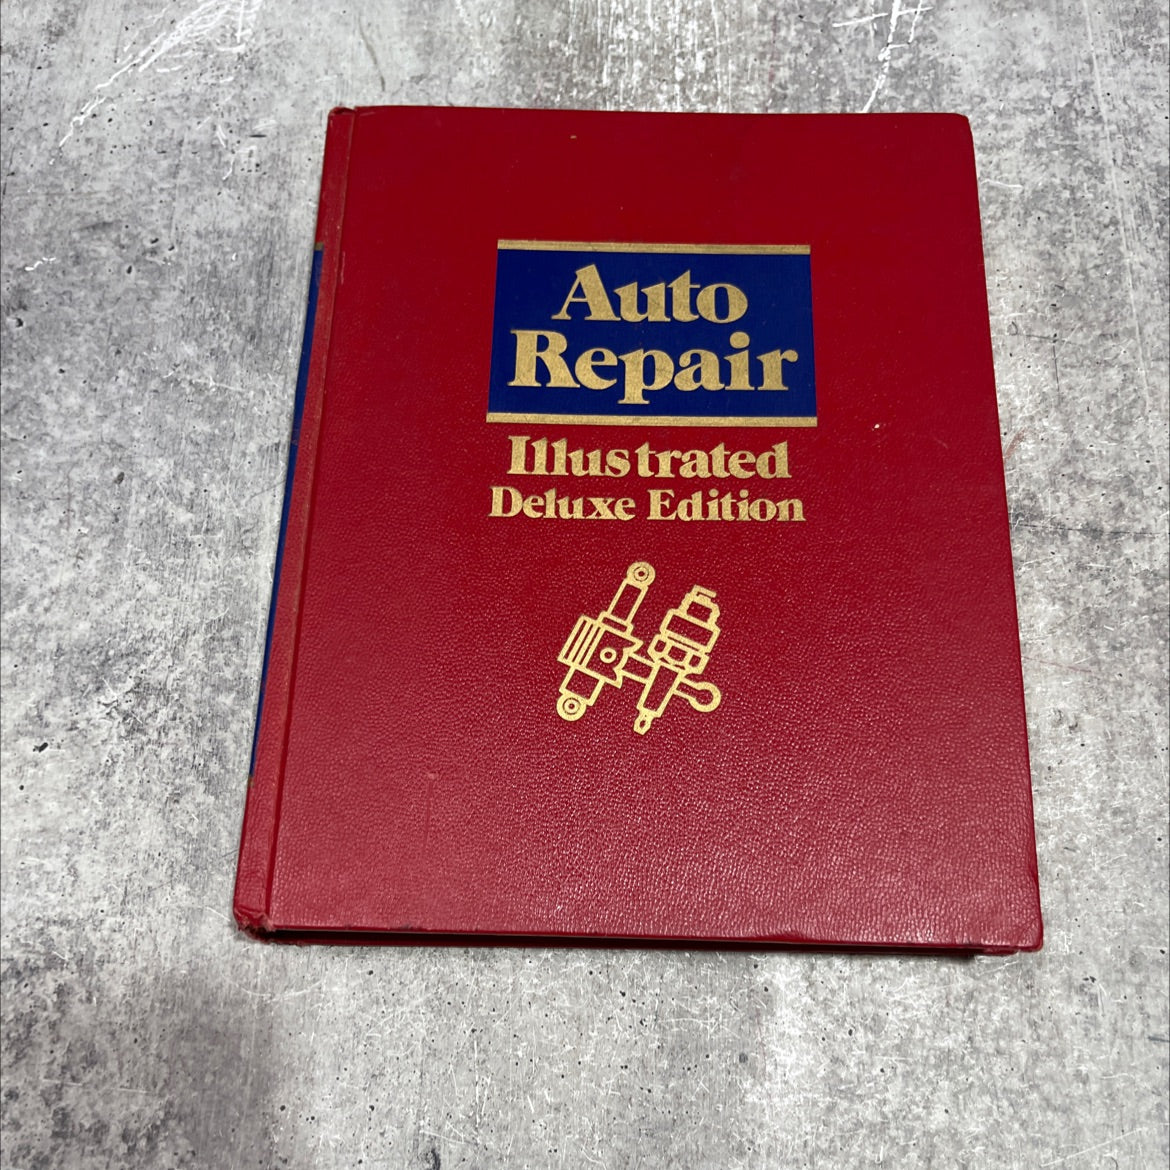 Auto
Repair
Illustrated
Deluxe Edition